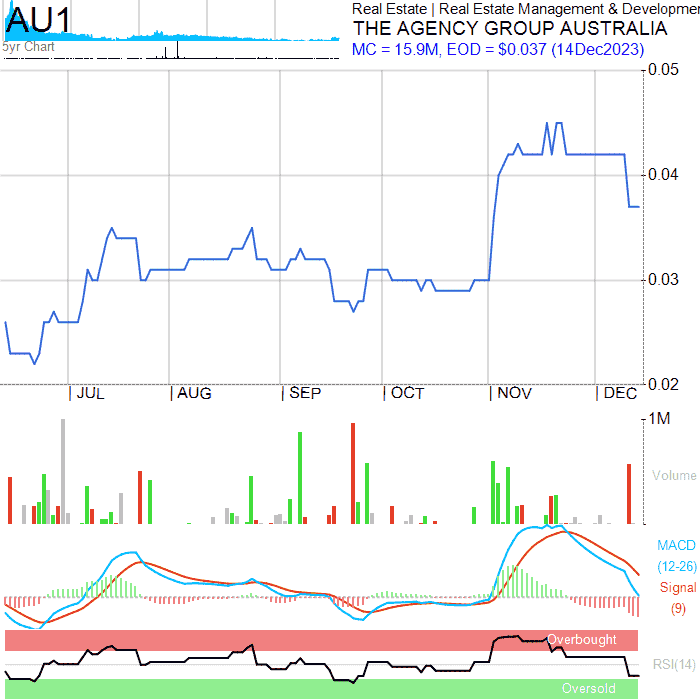 AU1
5yr Chart
Real Estate | Real Estate Management & Developmen
THE AGENCY GROUP AUSTRALIA
MC = 15.9M, EOD = $0.037 (14Dec2023)
0.05
0.04
0.03
0.02
| JUL | AUG | SEP | OCT | NOV | DEC
1M
Volume
MACD
(12-26)
Signal
(9)
Overbought
RSI(14)
Oversold